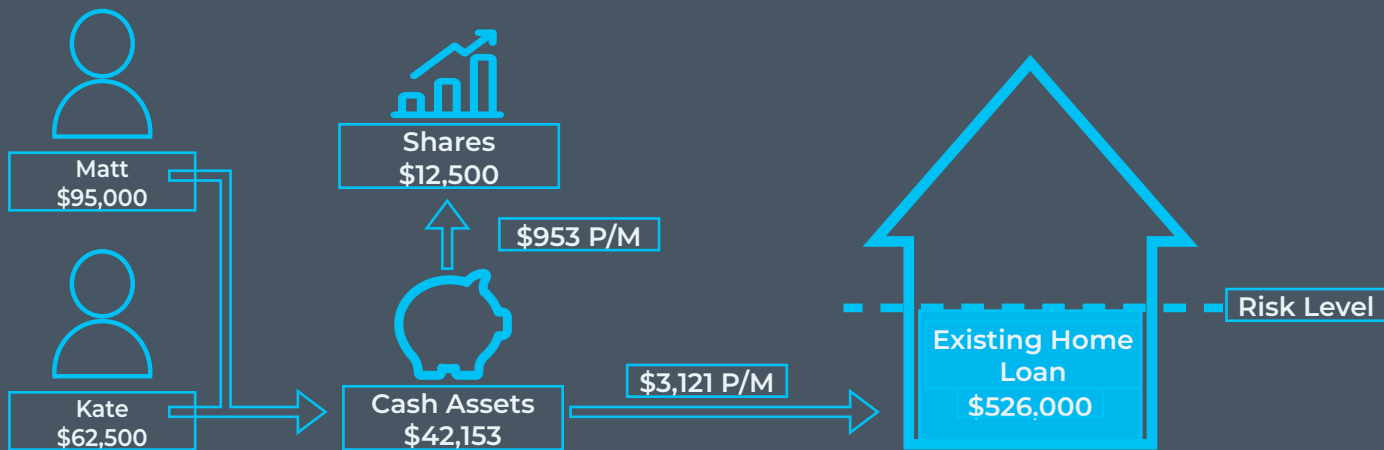 Matt
$95,000
Shares
$12,500
$953 P/M
Kate
$62,500
Cash Assets
$42,153
$3,121 P/M
Risk Level
Existing Home
Loan
$526,000